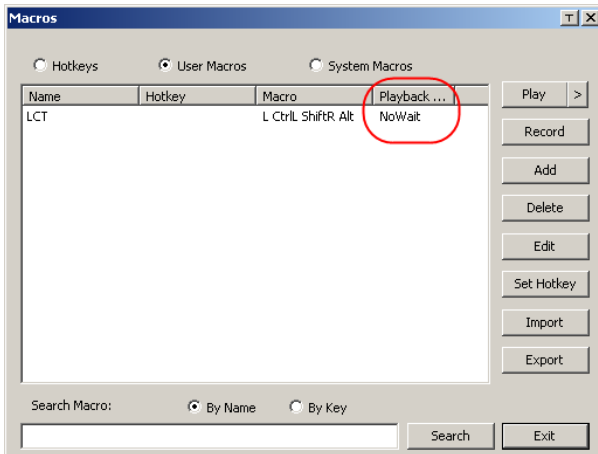 Macros
Hotkeys User Macros System Macros
Name Hotkey Macro Playback ...
LCT L CtrlL ShiftR Alt NoWait
Play >
Record
Add
Delete
Edit
Set Hotkey
Import
Export
Search Macro: By Name By Key
Search Exit